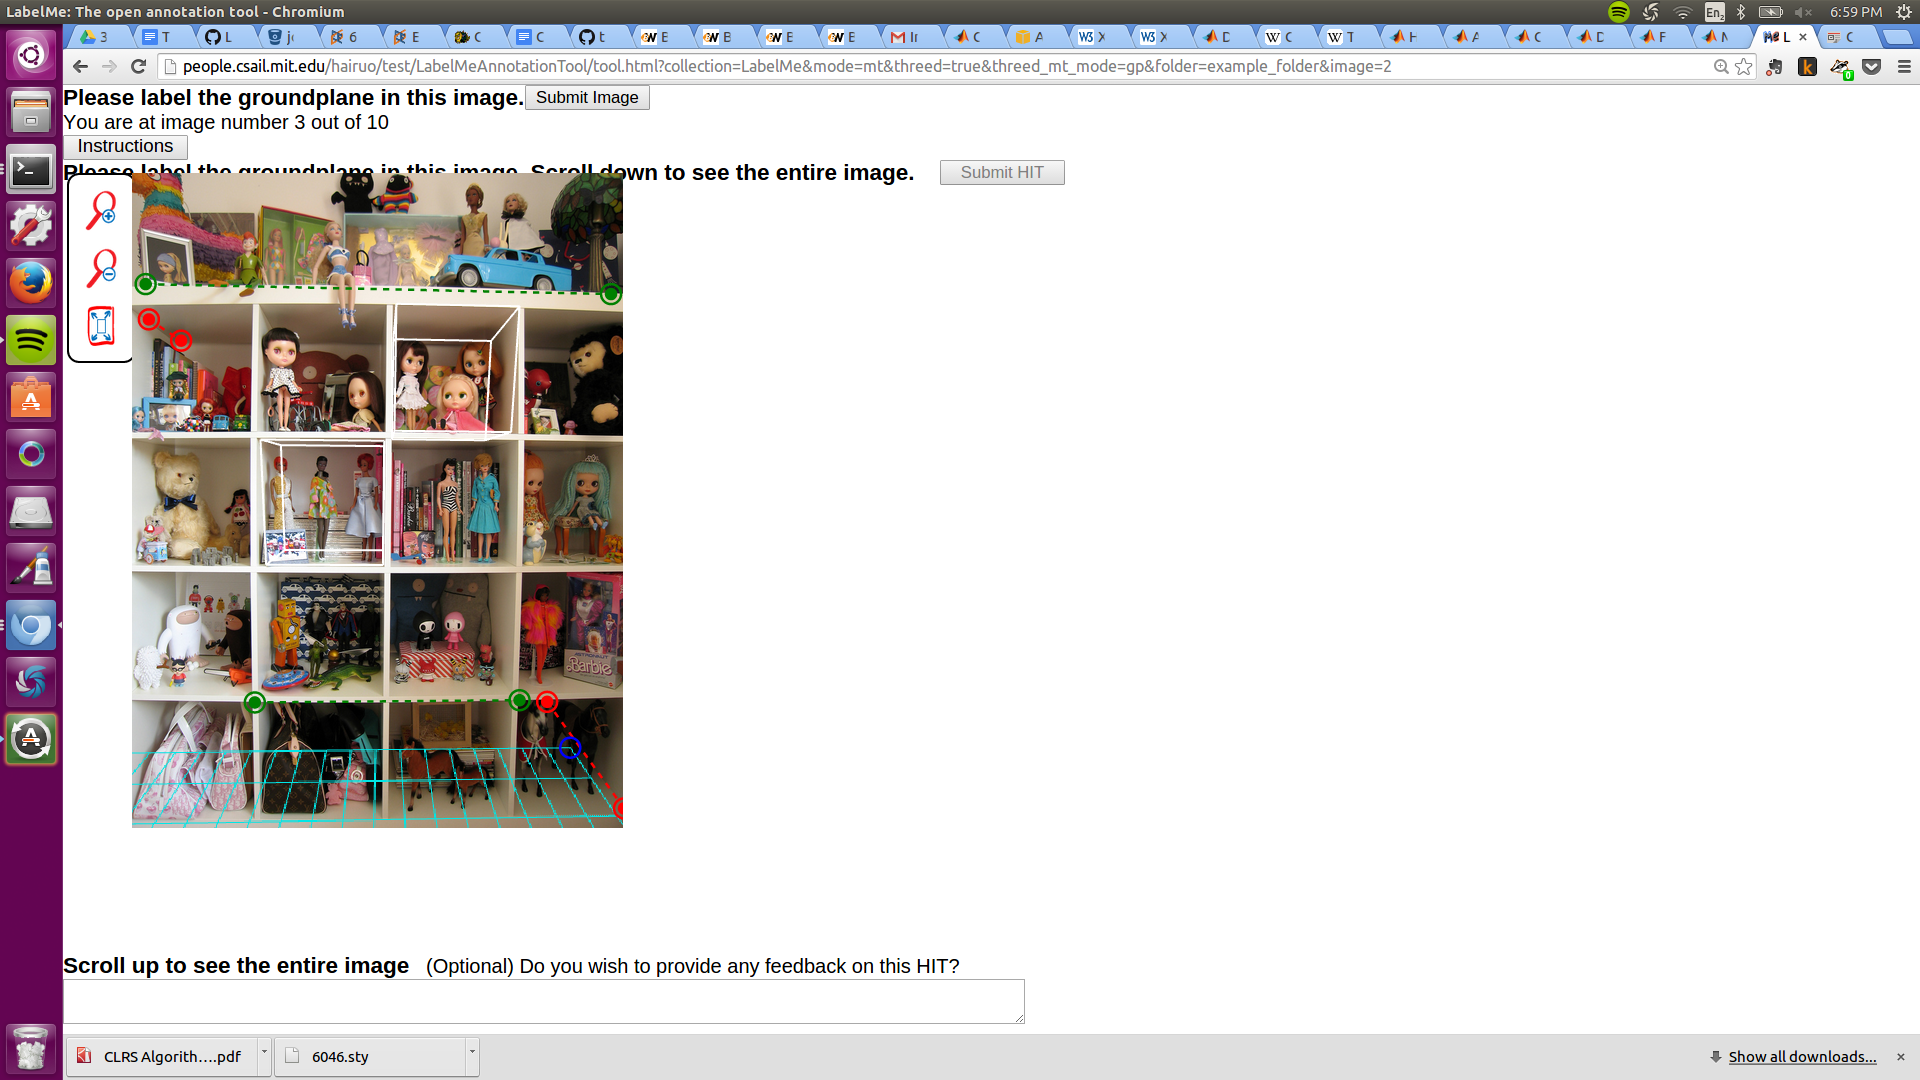 LabelMe: The open annotation tool - Chromium
En2
6:59 PM
3
T
L
6
E
C
C
t
E
B
E
E
C
A
X
X
D
C
T
H
A
C
D
F
L
C
people.csail.mit.edu/hairuo/test/LabelMeAnnotationTool/tool.html?collection=LabelMe&mode=mt&threed=true&threed_mt_mode=gp&folder=example_folder&image=2
Please label the groundplane in this image. Submit Image
You are at image number 3 out of 10
Instructions
Please label the groundplane in this image. Scroll down to see the entire image. Submit HIT
Barbie
Scroll up to see the entire image (Optional) Do you wish to provide any feedback on this HIT?
CLRS Algorith....pdf
6046.sty
Show all downloads...